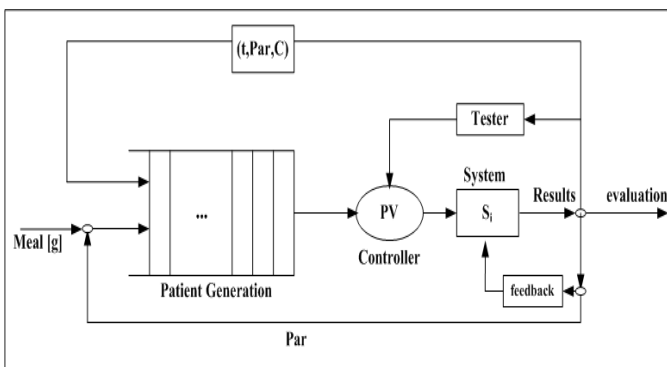 (t,Par,C)
Tester
System
Results
evaluation
...
PV
Si
Meal [g]
Controller
Patient Generation
feedback
Par